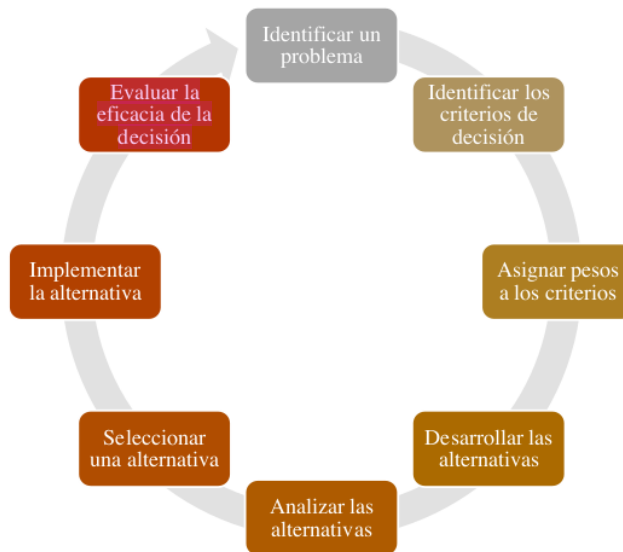 Identificar un
problema
Identificar los
criterios de
decisión
Asignar pesos
a los criterios
Desarrollar las
alternativas
Analizar las
alternativas
Seleccionar
una alternativa
Implementar
la alternativa
Evaluar la
eficacia de la
decisión